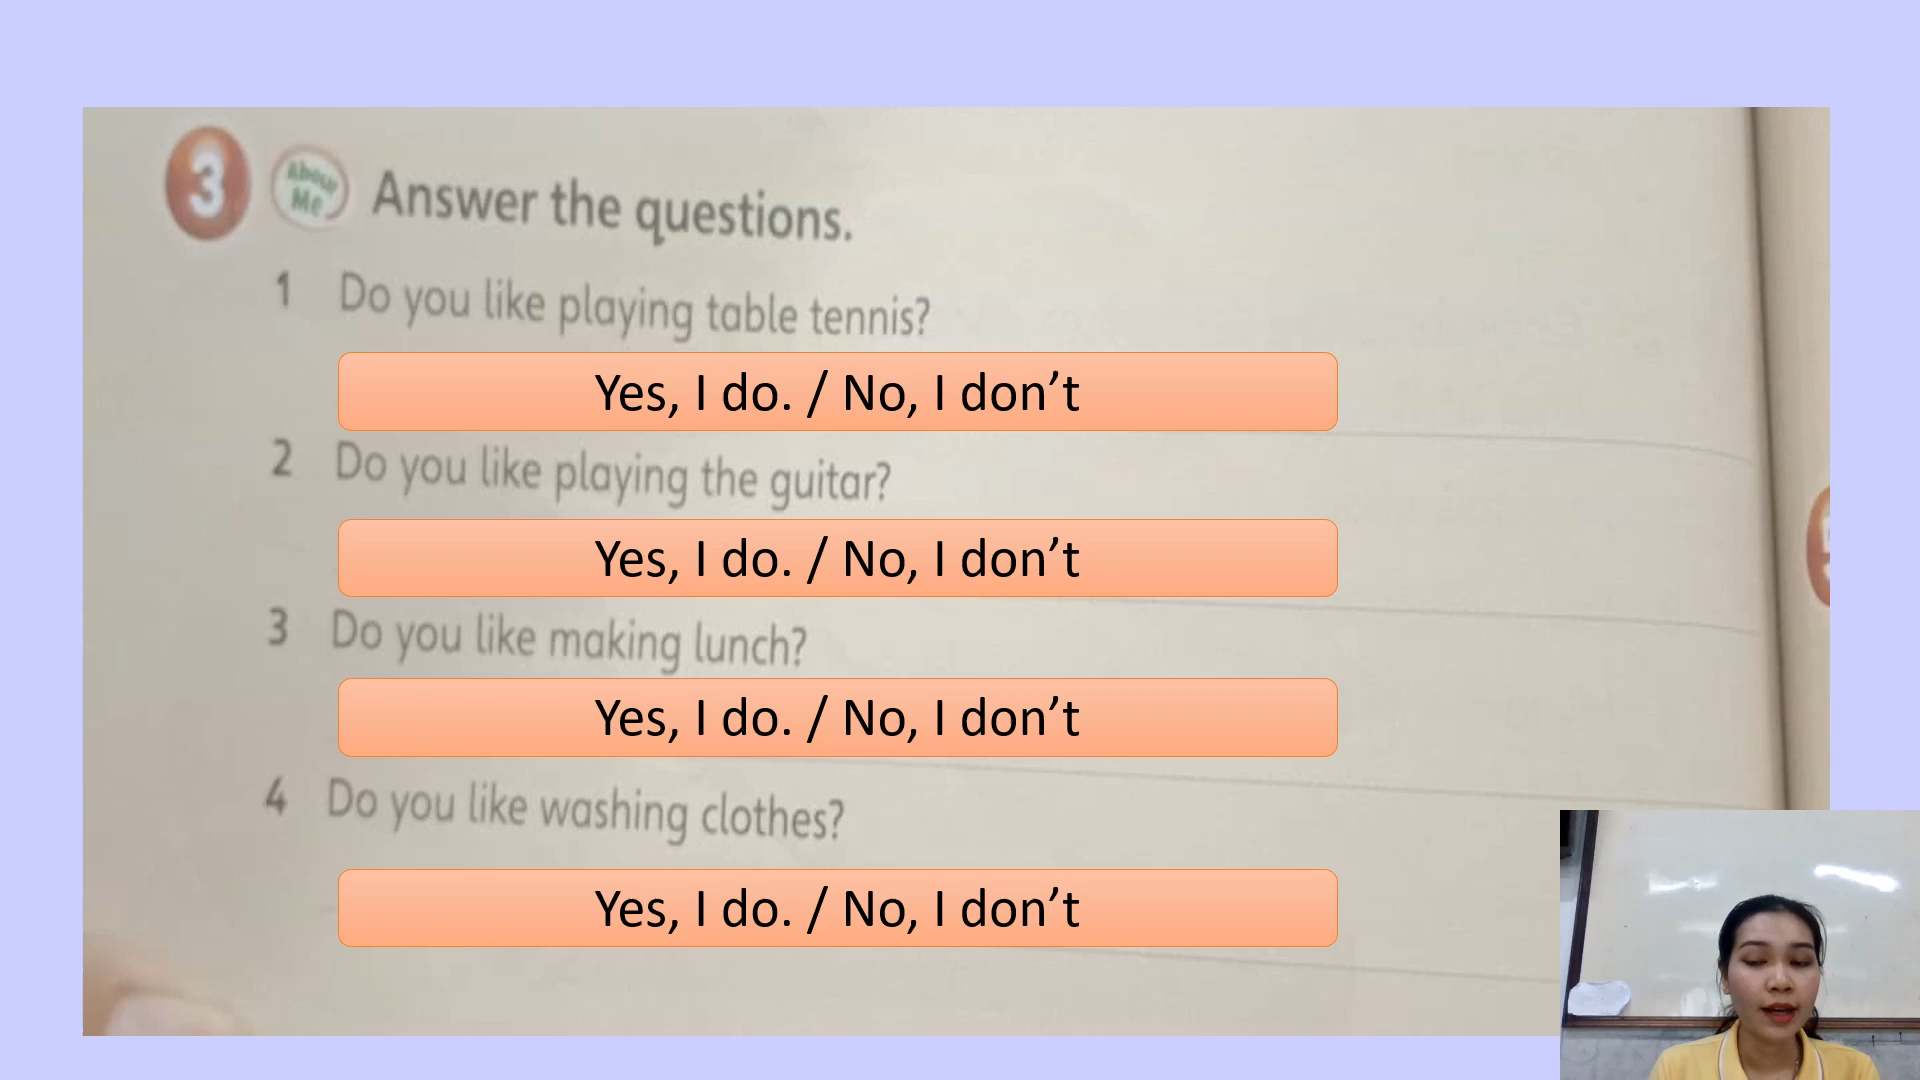 3 About Me Answer the questions.
1 Do you like playing table tennis?
Yes, I do. / No, I don’t
2 Do you like playing the guitar?
Yes, I do. / No, I don’t
3 Do you like making lunch?
Yes, I do. / No, I don’t
4 Do you like washing clothes?
Yes, I do. / No, I don’t